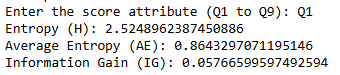 Enter the score attribute (Q1 to Q9): Q1
Entropy (H): 2.5248962387450886
Average Entropy (AE): 0.8643297071195146
Information Gain (IG): 0.05766599597492594